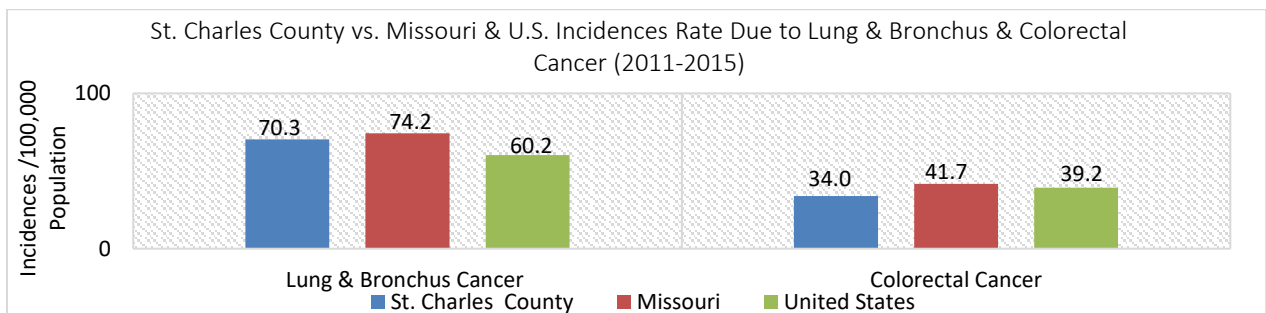 St. Charles County vs. Missouri & U.S. Incidences Rate Due to Lung & Bronchus & Colorectal
Cancer (2011-2015)
Incidences /100,000
Population
100
0
70.3
74.2
60.2
34.0
41.7
39.2
Lung & Bronchus Cancer
Colorectal Cancer
St. Charles County
Missouri
United States